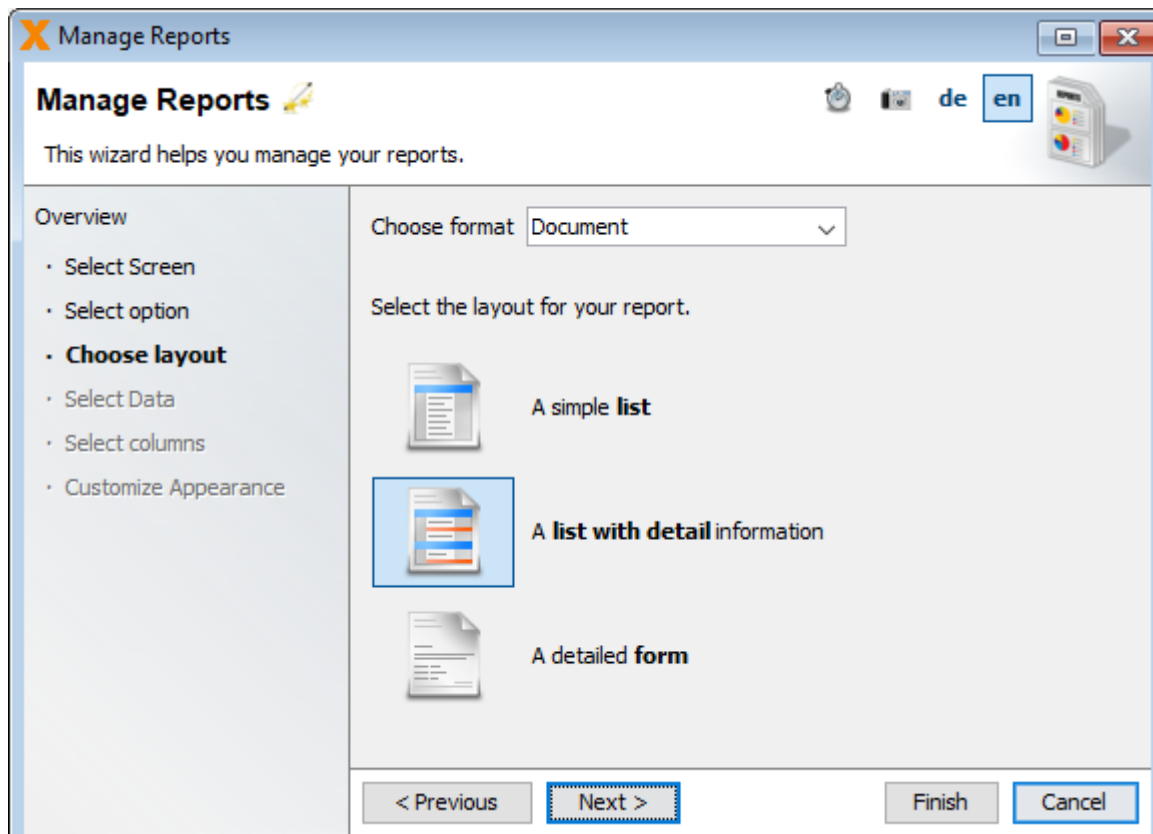 Manage Reports
Manage Reports
de
en
This wizard helps you manage your reports.
Overview
· Select Screen
· Select option
· Choose layout
· Select Data
· Select columns
· Customize Appearance
Choose format Document
Select the layout for your report.
A simple list
A list with detail information
A detailed form
< Previous
Next >
Finish
Cancel